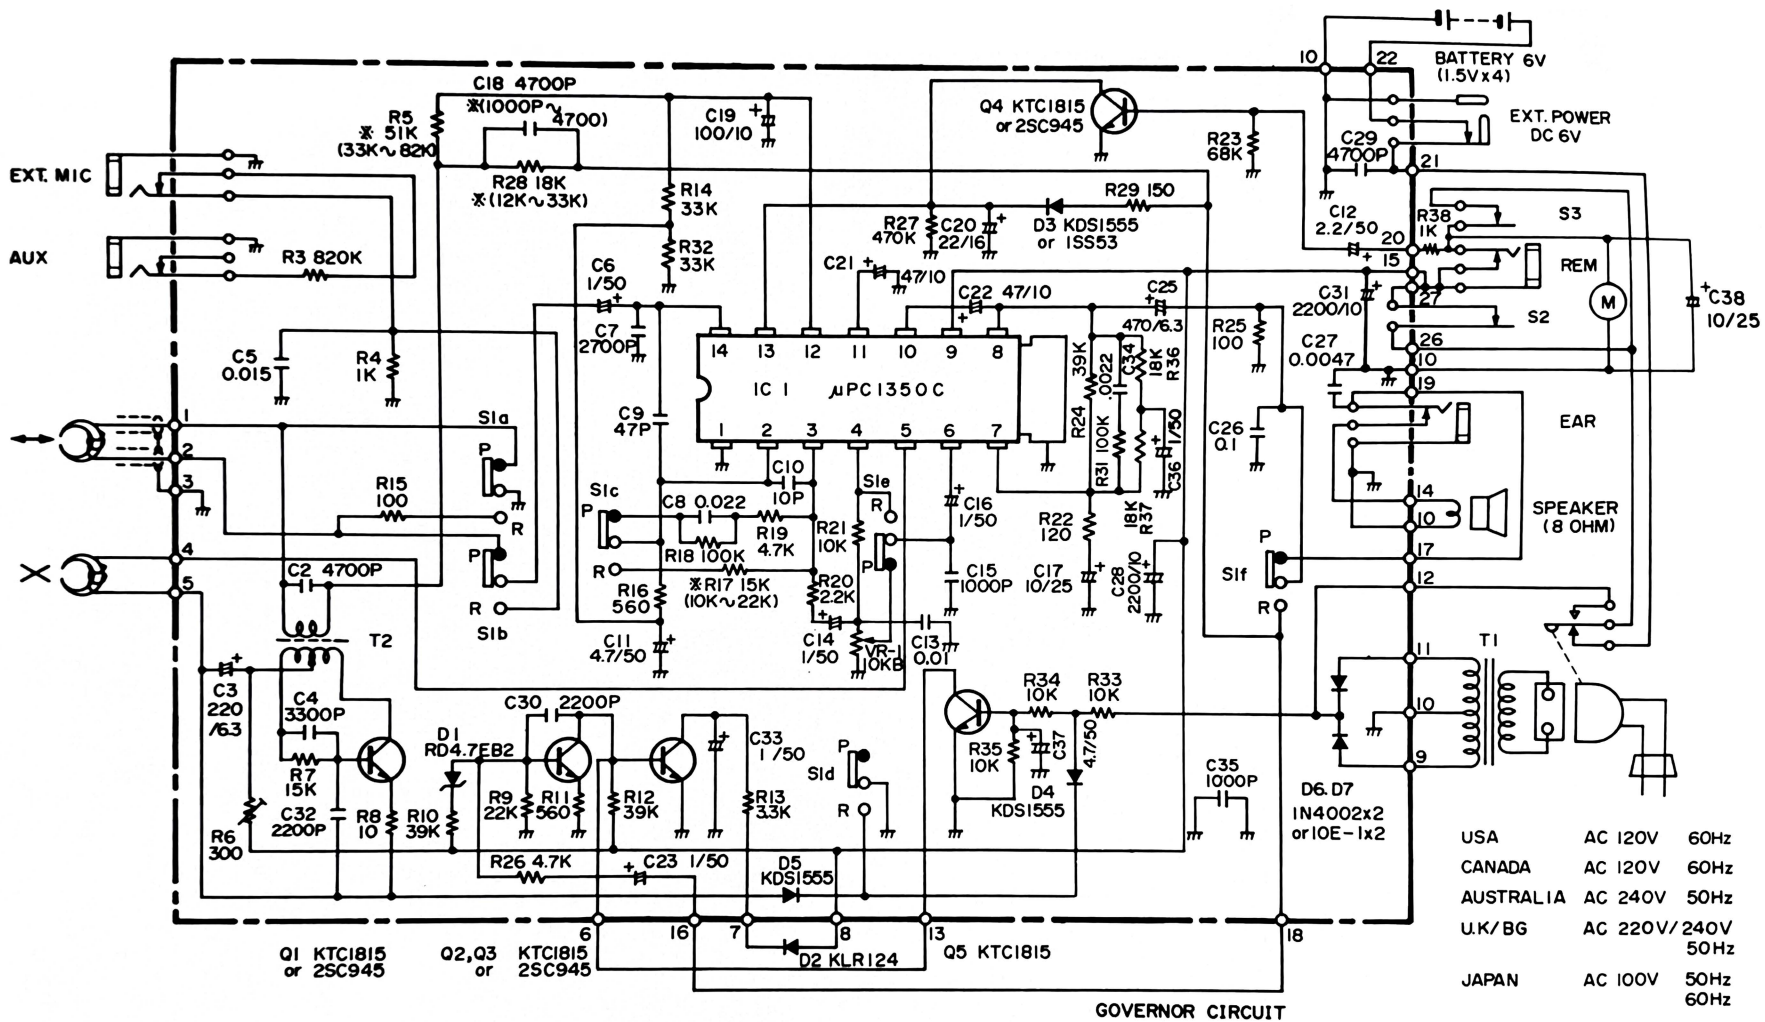 10
22
BATTERY 6V
(1.5V x 4)
C18 4700P
※(1000P~
4700)
R5
※ 51K
(33K~82K)
C19
100/10
Q4 KTC1815
or 2SC945
R23
68K
C29
4700P
EXT. POWER
DC 6V
21
EXT. MIC
R28 18K
※(12K~33K)
R14
33K
R29 150
R27
470K
C20
22/16
D3 KDS1555
or 1SS53
C12
2.2/50
R38
1K
S3
20
AUX
R3 820K
R32
33K
C6
1/50
C21
47/10
15
REM
C22 47/10
C25
470/6.3
C31
2200/10
27
M
C38
10/25
S2
C7
2700P
R25
100
C27
0.0047
26
10
C5
0.015
R4
1K
14
13
12
11
10
9
8
IC 1 μPC1350C
39K
R24
.0022
C34
18K
R36
19
C9
47P
C26
0.1
EAR
1
2
3
4
5
6
7
1
2
3
4
5
S1a
P
R
R15
100
P
S1b
R
C10
10P
S1c
P
R
C8 0.022
R18 100K
R19
4.7K
R21
10K
S1e
R
P
C16
1/50
R31 100K
C36 1/50
18K
R37
R22
120
14
10
SPEAKER
(8 OHM)
17
12
P
S1f
R
C2 4700P
R16
560
※R17 15K
(10K~22K)
R20
2.2K
C15
1000P
C17
10/25
C28
2200/10
T2
C11
4.7/50
C14
1/50
VR-1
10KB
C13
0.01
T1
11
10
9
C3
220
/6.3
C4
3300P
C30 2200P
R34
10K
R33
10K
D1
RD4.7EB2
C33
1/50
P
S1d
R
R35
10K
C37
4.7/50
D4
KDS1555
C35
1000P
R7
15K
C32
2200P
R8
10
R10
39K
R9
22K
R11
560
R12
39K
R13
3.3K
D6. D7
1N4002x2
or 10E-1x2
R6
300
R26 4.7K
C23 1/50
D5
KDS1555
6
16
7
8
13
18
D2 KLR124
Q1 KTC1815
or 2SC945
Q2,Q3 KTC1815
or 2SC945
Q5 KTC1815
GOVERNOR CIRCUIT
USA AC 120V 60Hz
CANADA AC 120V 60Hz
AUSTRALIA AC 240V 50Hz
U.K/BG AC 220V/240V
50Hz
JAPAN AC 100V 50Hz
60Hz